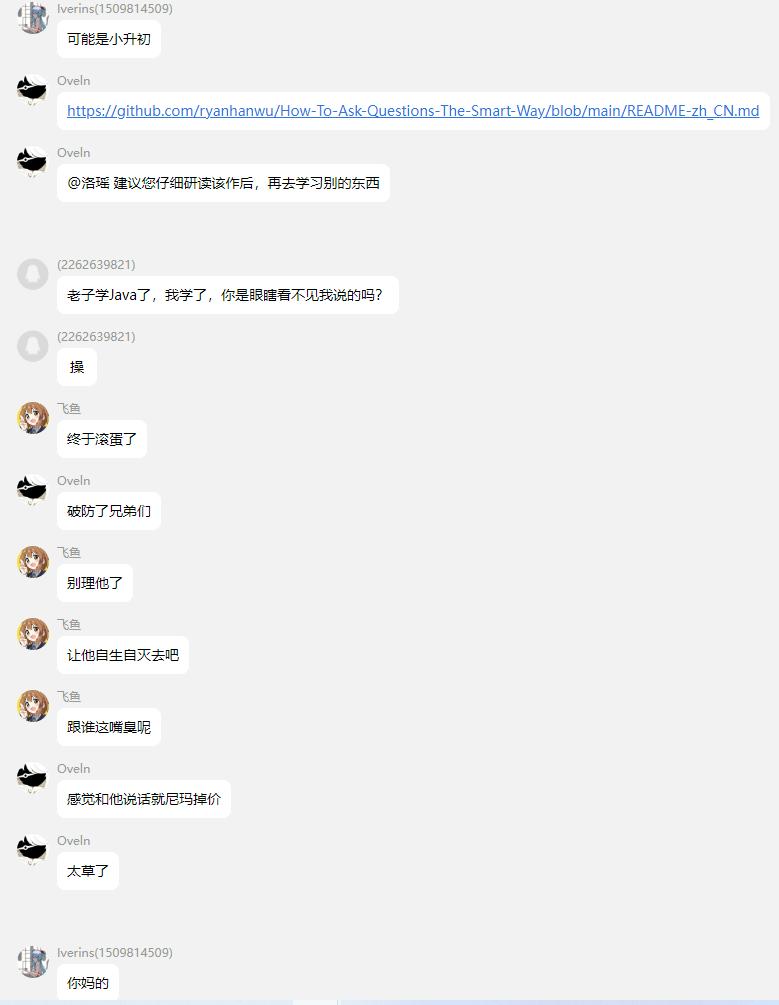 Iverins(1509814509)
可能是小升初
Oveln
https://github.com/ryanhanwu/How-To-Ask-Questions-The-Smart-Way/blob/main/README-zh_CN.md
Oveln
@洛瑶 建议您仔细研读该作后，再去学习别的东西
(2262639821)
老子学Java了，我学了，你是眼瞎看不见我说的吗？
(2262639821)
操
飞鱼
终于滚蛋了
Oveln
破防了兄弟们
飞鱼
别理他了
飞鱼
让他自生自灭去吧
飞鱼
跟谁这嘴臭呢
Oveln
感觉和他说话就尼玛掉价
Oveln
太草了
Iverins(1509814509)
你妈的